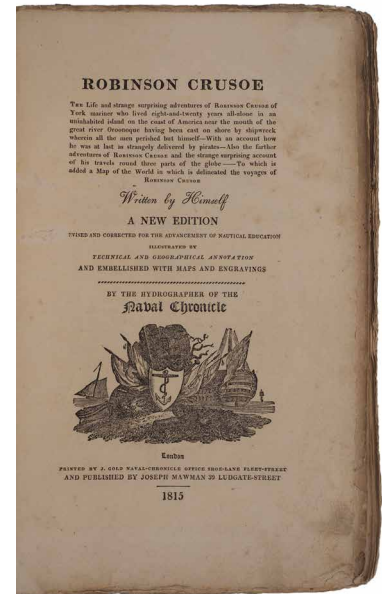 ROBINSON CRUSOE
THE Life and strange surprising adventures of ROBINSON CRUSOE of
York mariner who lived eight-and-twenty years all-alone in an
uninhabited island on the coast of America near the mouth of the
great river Oroonoque having been cast on shore by shipwreck
wherein all the men perished but himself—With an account how
he was at last as strangely delivered by pirates—Also the farther
adventures of ROBINSON CRUSOE and the strange surprising account
of his travels round three parts of the globe——To which is
added a Map of the World in which is delineated the voyages of
ROBINSON CRUSOE
Written by Himself
A NEW EDITION
EVISED AND CORRECTED FOR THE ADVANCEMENT OF NAUTICAL EDUCATION
ILLUSTRATED BY
TECHNICAL AND GEOGRAPHICAL ANNOTATION
AND EMBELLISHED WITH MAPS AND ENGRAVINGS
BY THE HYDROGRAPHER OF THE
Naval Chronicle
London
PRINTED BY J. GOLD NAVAL-CHRONICLE OFFICE SHOE-LANE FLEET-STREET
AND PUBLISHED BY JOSEPH MAWMAN 39 LUDGATE-STREET
1815